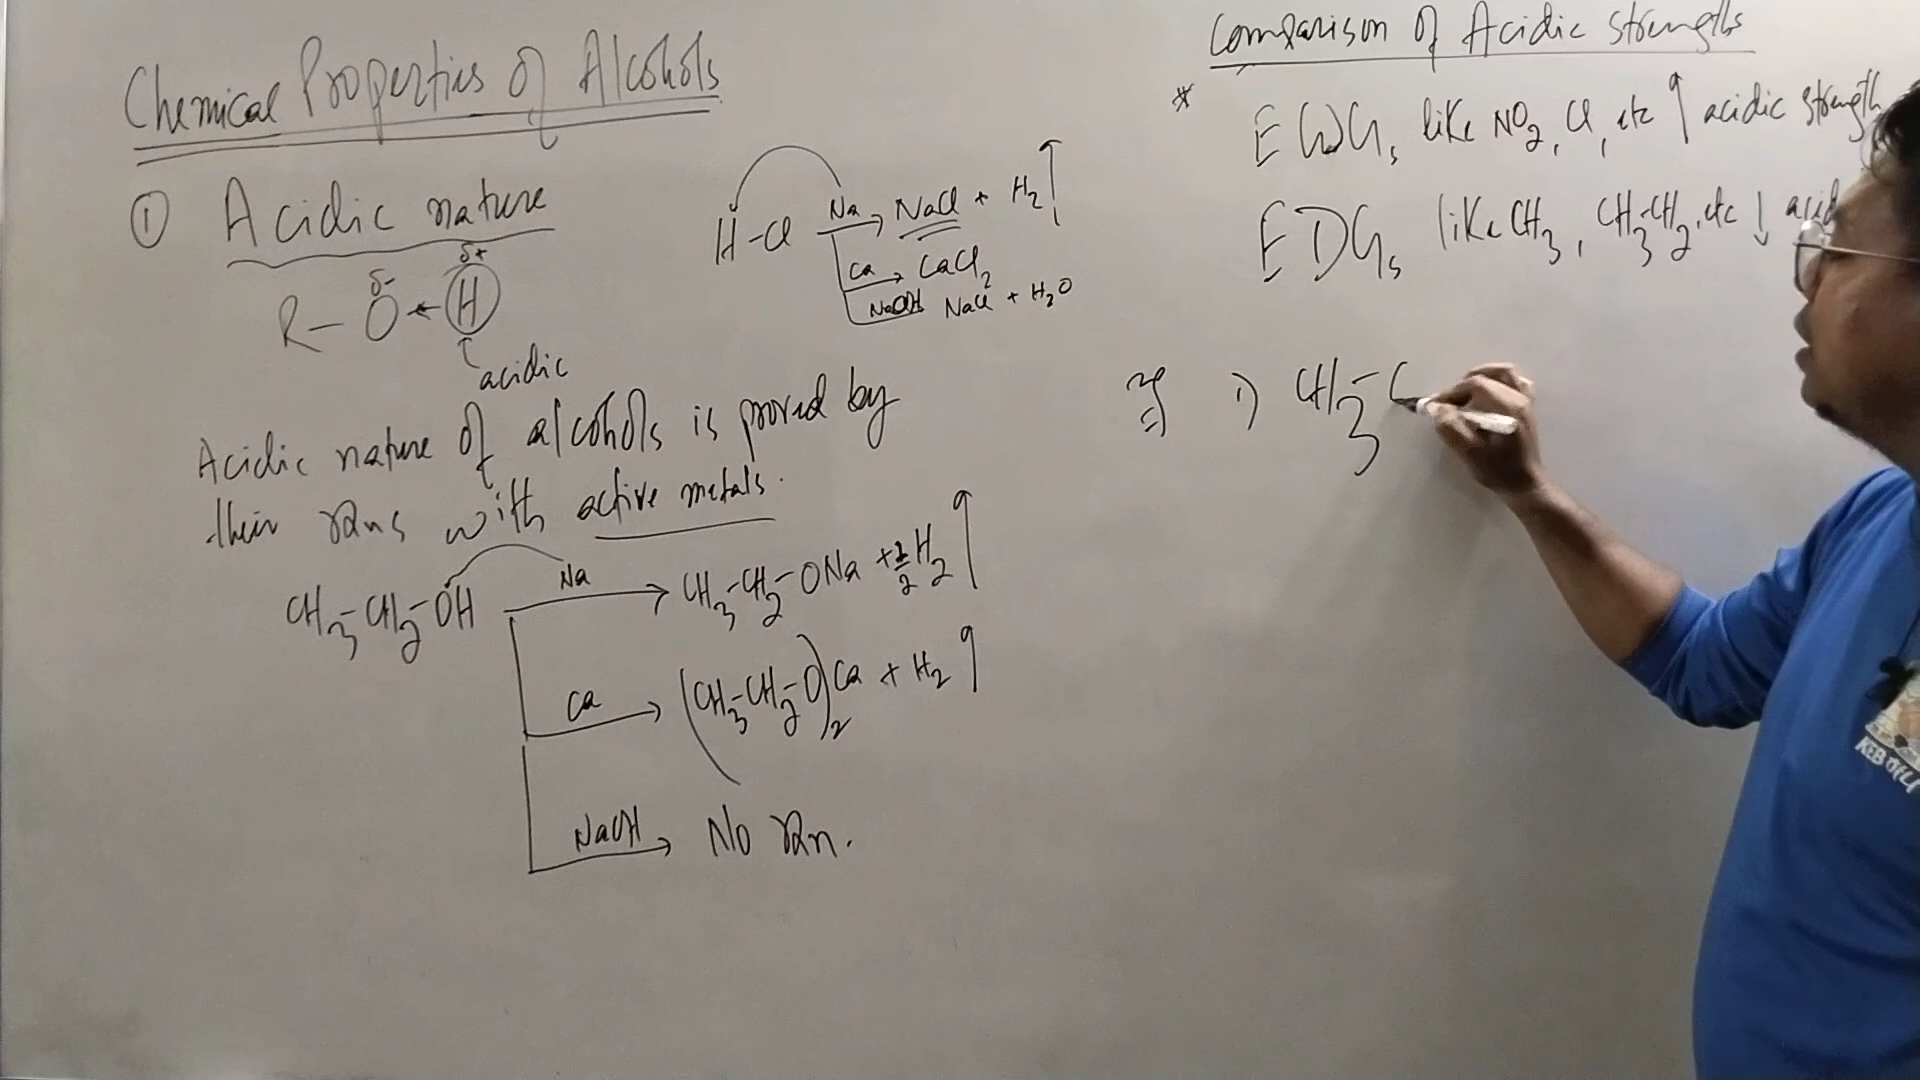 Chemical Properties of Alcohols
① Acidic nature
δ- δ+
R – O ← H
acidic
H-Cl Na → NaCl + H2↑
Ca → CaCl2
NaOH NaCl + H2O
Acidic nature of alcohols is proved by
their rxns with active metals.
CH3-CH2-OH Na → CH3-CH2-ONa + 1/2 H2↑
Ca → (CH3-CH2-O)2Ca + H2↑
NaOH → No rxn.
Comparison of Acidic strengths
* EWGs like NO2, Cl, etc ↑ acidic strength
EDGs like CH3, CH3-CH2, etc ↓ acid
eg 1) CH3-C